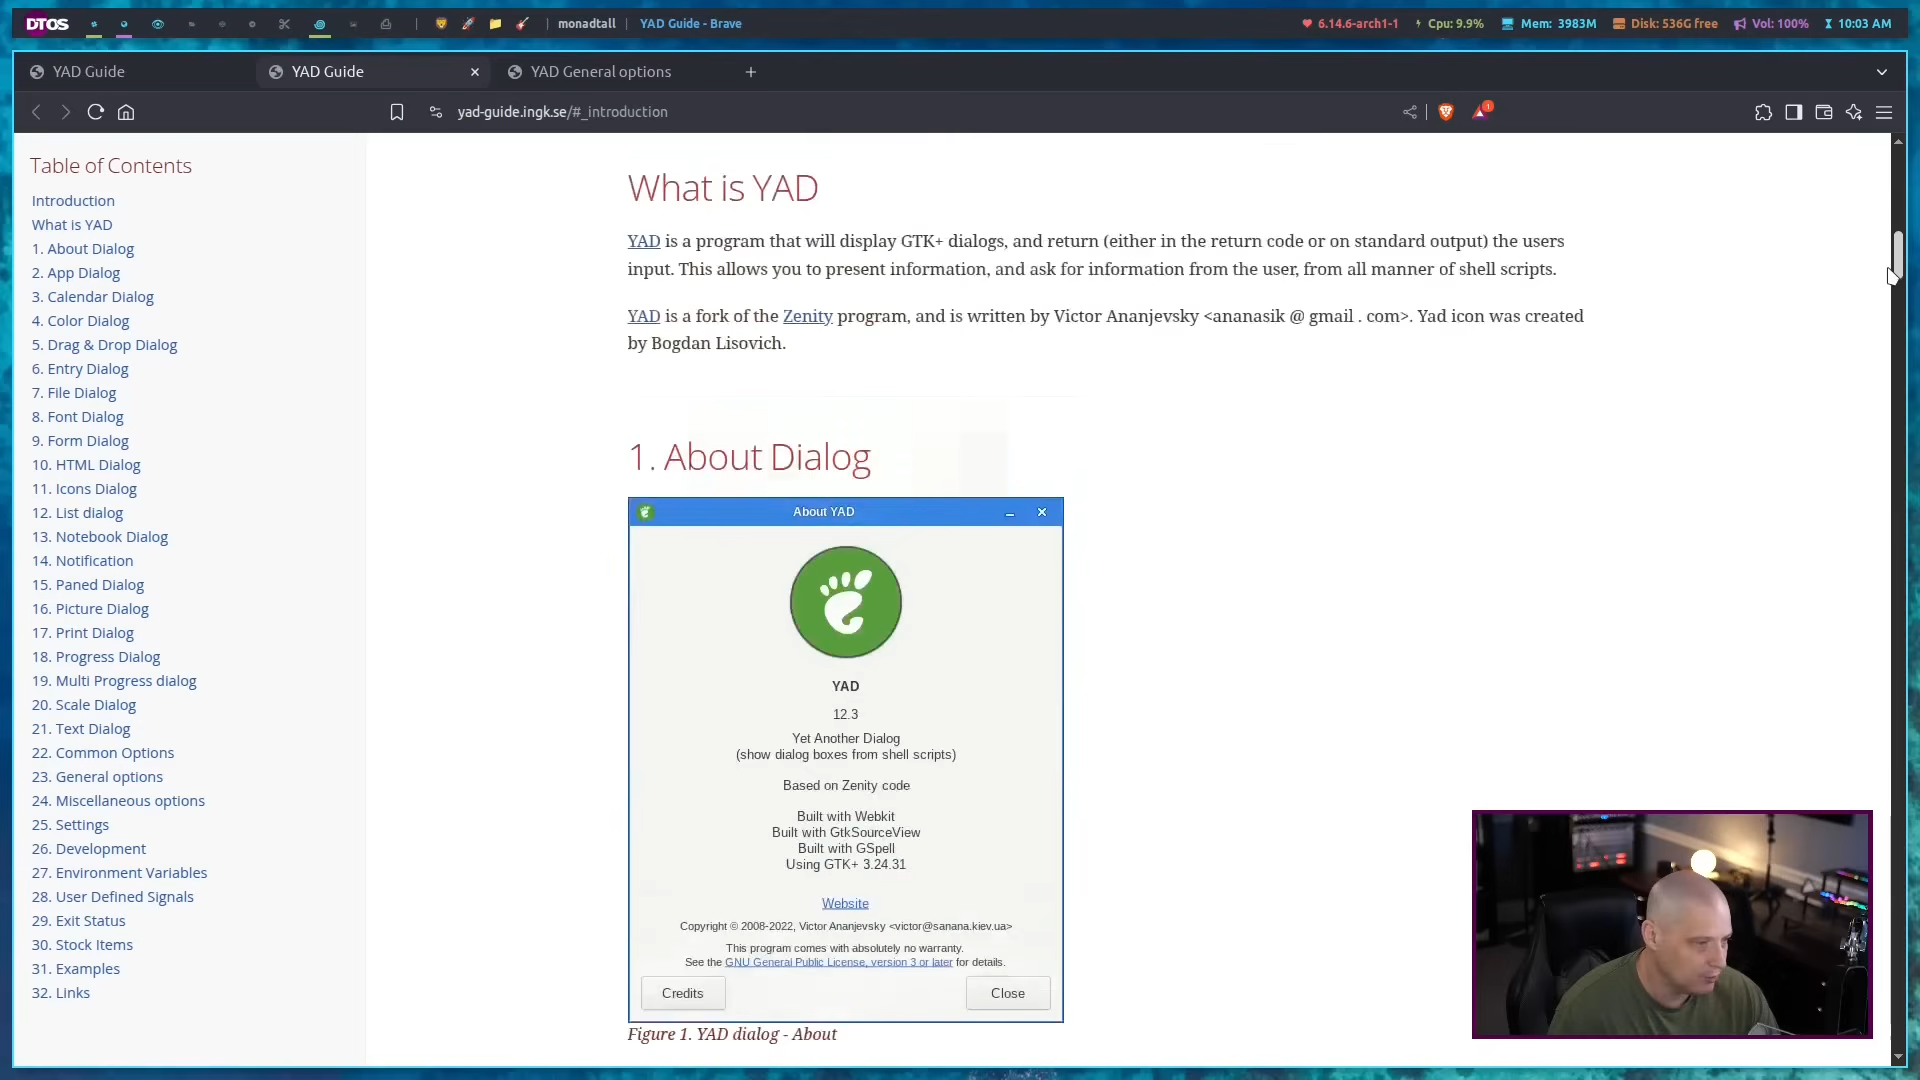 DTOS
monadtall
YAD Guide - Brave
6.14.6-arch1-1
Cpu: 9.9%
Mem: 3983M
Disk: 536G free
Vol: 100%
10:03 AM
YAD Guide
YAD Guide
YAD General options
yad-guide.ingk.se/#_introduction
1
Table of Contents
Introduction
What is YAD
1. About Dialog
2. App Dialog
3. Calendar Dialog
4. Color Dialog
5. Drag & Drop Dialog
6. Entry Dialog
7. File Dialog
8. Font Dialog
9. Form Dialog
10. HTML Dialog
11. Icons Dialog
12. List dialog
13. Notebook Dialog
14. Notification
15. Paned Dialog
16. Picture Dialog
17. Print Dialog
18. Progress Dialog
19. Multi Progress dialog
20. Scale Dialog
21. Text Dialog
22. Common Options
23. General options
24. Miscellaneous options
25. Settings
26. Development
27. Environment Variables
28. User Defined Signals
29. Exit Status
30. Stock Items
31. Examples
32. Links
What is YAD
YAD is a program that will display GTK+ dialogs, and return (either in the return code or on standard output) the users
input. This allows you to present information, and ask for information from the user, from all manner of shell scripts.
YAD is a fork of the Zenity program, and is written by Victor Ananjevsky <ananasik @ gmail . com>. Yad icon was created
by Bogdan Lisovich.
1. About Dialog
About YAD
YAD
12.3
Yet Another Dialog
(show dialog boxes from shell scripts)
Based on Zenity code
Built with Webkit
Built with GtkSourceView
Built with GSpell
Using GTK+ 3.24.31
Website
Copyright © 2008-2022, Victor Ananjevsky <victor@sanana.kiev.ua>
This program comes with absolutely no warranty.
See the GNU General Public License, version 3 or later for details.
Credits
Close
Figure 1. YAD dialog - About